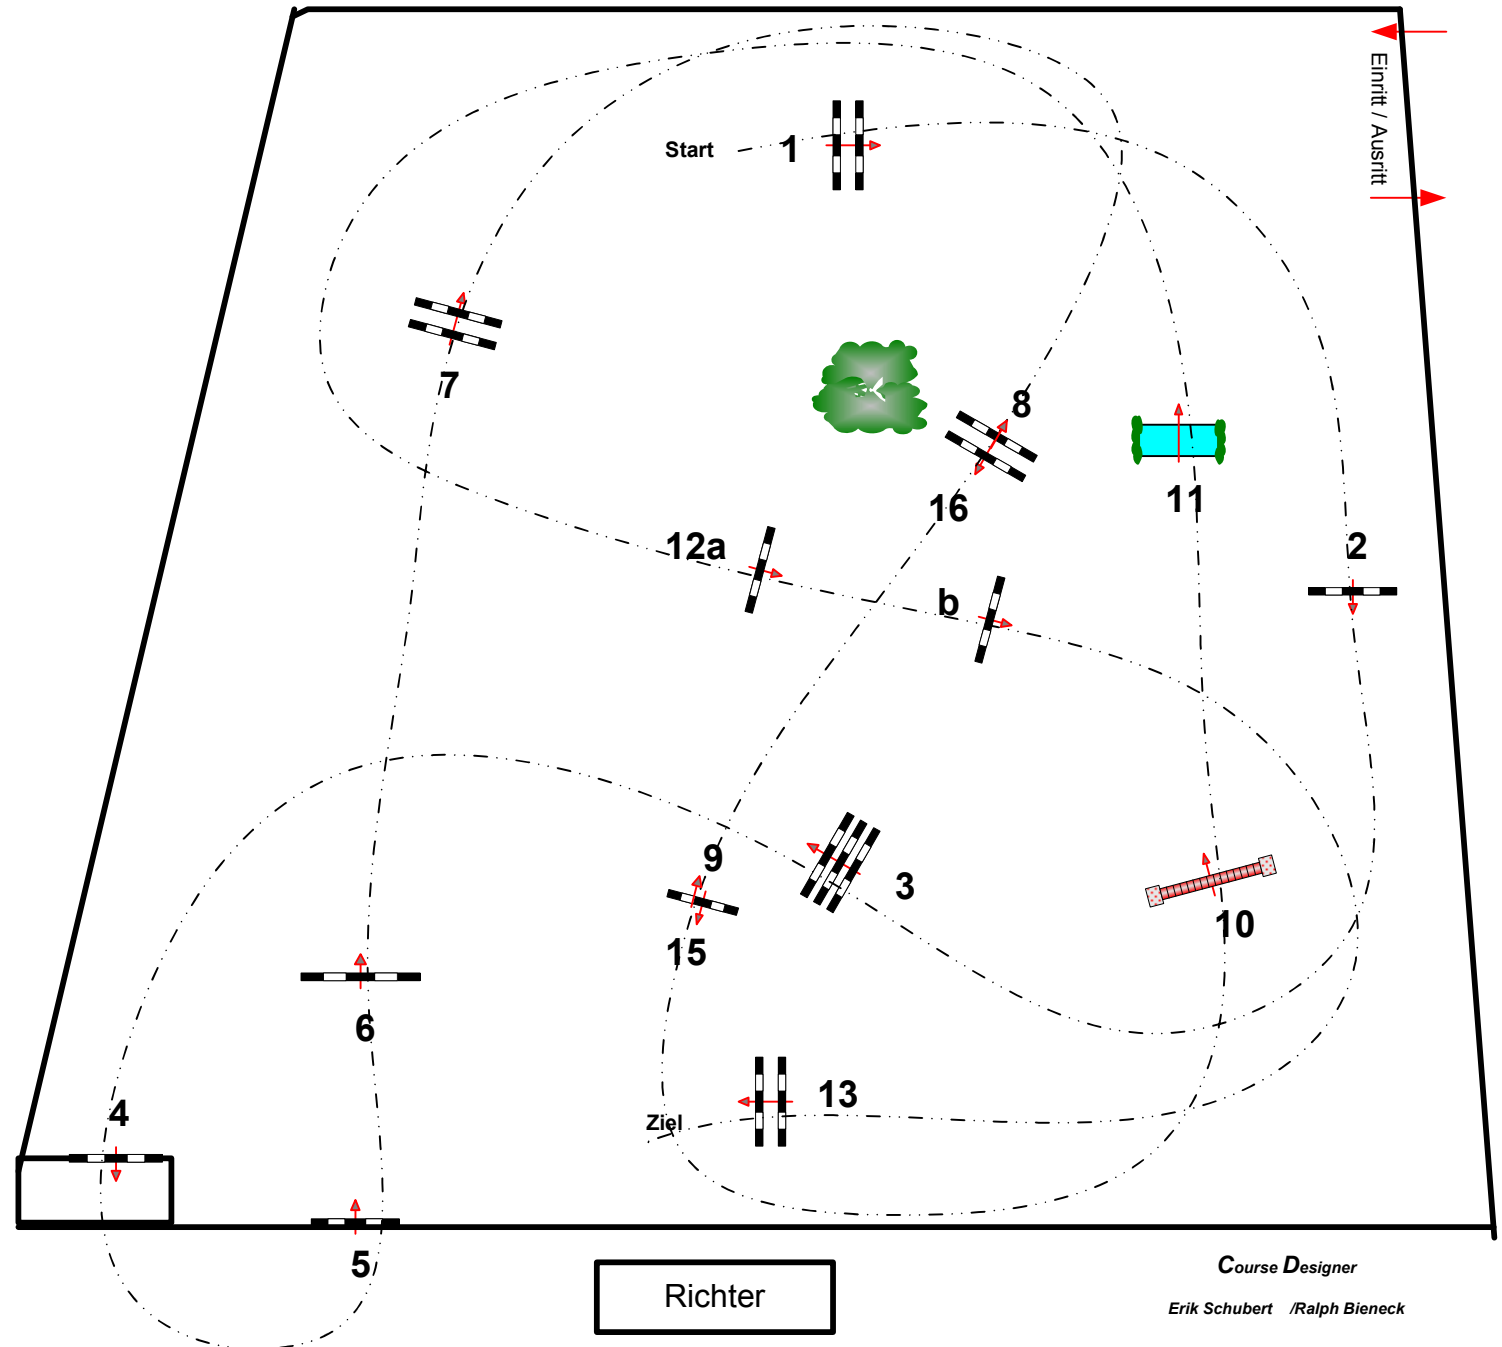 Einritt / Ausritt
Start
1
7
8
16
11
12a
2
b
9
3
15
10
6
13
4
Ziel
5
Richter
Course Designer
Erik Schubert /Ralph Bieneck